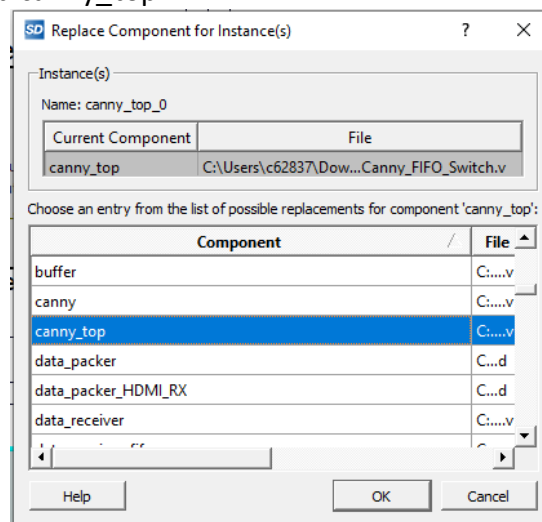 canny_top
SD Replace Component for Instance(s) ? ×
Instance(s)
Name: canny_top_0
Current Component File
canny_top C:\Users\c62837\Dow...Canny_FIFO_Switch.v
Choose an entry from the list of possible replacements for component 'canny_top':
Component / File
buffer C:....v
canny C:....v
canny_top C:....v
data_packer C...d
data_packer_HDMI_RX C...d
data_receiver C:....v
Help OK Cancel